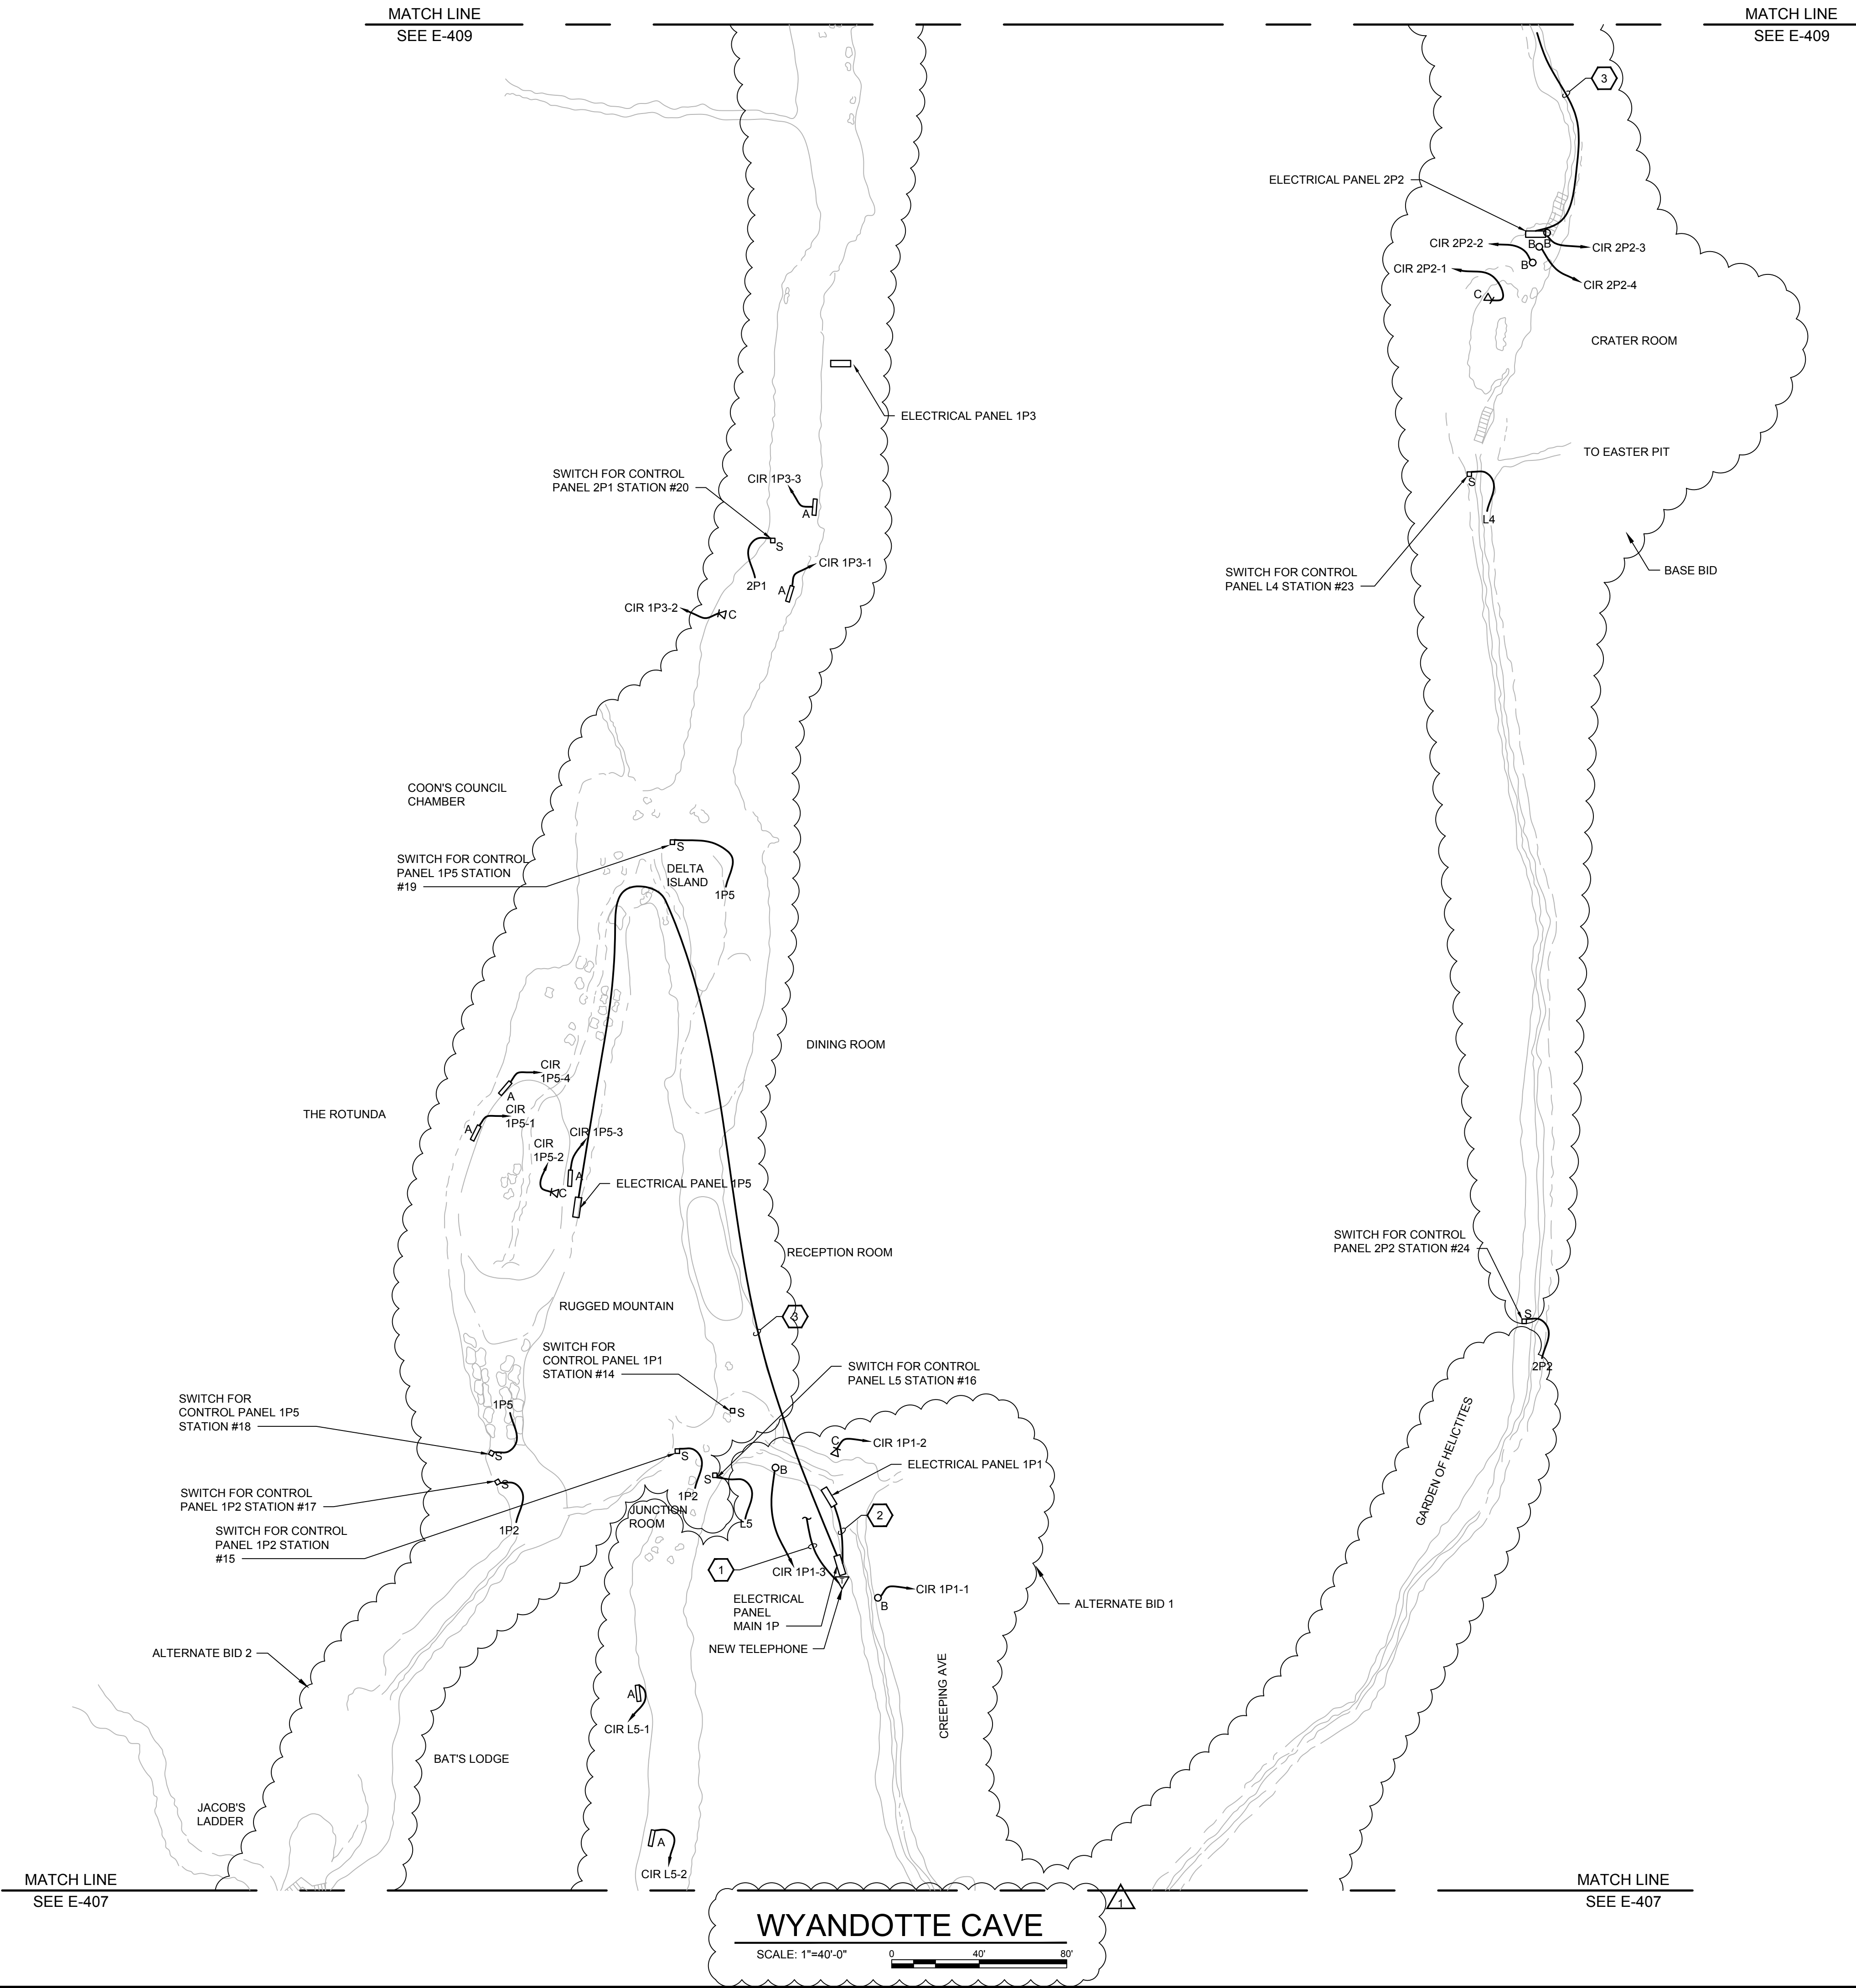 MATCH LINE
SEE E-409
MATCH LINE
SEE E-409
3
ELECTRICAL PANEL 2P2
CIR 2P2-2
B
B
CIR 2P2-3
CIR 2P2-1
B
CIR 2P2-4
C
CRATER ROOM
ELECTRICAL PANEL 1P3
TO EASTER PIT
SWITCH FOR CONTROL
PANEL 2P1 STATION #20
CIR 1P3-3
A
S
L4
S
2P1
CIR 1P3-1
A
CIR 1P3-2
C
SWITCH FOR CONTROL
PANEL L4 STATION #23
BASE BID
COON'S COUNCIL
CHAMBER
SWITCH FOR CONTROL
PANEL 1P5 STATION
#19
S
DELTA
ISLAND
1P5
DINING ROOM
CIR
1P5-4
A
THE ROTUNDA
CIR
1P5-1
A
CIR 1P5-3
CIR
1P5-2
A
C
ELECTRICAL PANEL 1P5
RECEPTION ROOM
SWITCH FOR CONTROL
PANEL 2P2 STATION #24
RUGGED MOUNTAIN
3
S
2P2
SWITCH FOR
CONTROL PANEL 1P1
STATION #14
S
SWITCH FOR CONTROL
PANEL L5 STATION #16
SWITCH FOR
CONTROL PANEL 1P5
STATION #18
1P5
S
C
CIR 1P1-2
ELECTRICAL PANEL 1P1
GARDEN OF HELICTITES
SWITCH FOR CONTROL
PANEL 1P2 STATION #17
S
1P2
S
1P2
S
L5
B
JUNCTION
ROOM
2
SWITCH FOR CONTROL
PANEL 1P2 STATION
#15
1
CIR 1P1-3
T
CIR 1P1-1
B
ELECTRICAL
PANEL
MAIN 1P
NEW TELEPHONE
ALTERNATE BID 1
ALTERNATE BID 2
CREEPING AVE
A
CIR L5-1
BAT'S LODGE
JACOB'S
LADDER
A
CIR L5-2
MATCH LINE
SEE E-407
MATCH LINE
SEE E-407
1
WYANDOTTE CAVE
SCALE: 1"=40'-0"
0 40' 80'